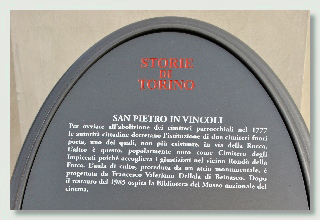 STORIE
DI
TORINO
SAN PIETRO IN VINCOLI
Per ovviare all'abolizione dei cimiteri parrocchiali nel 1777
le autorità cittadine decretano l'istituzione di due cimiteri fuori
porta, uno dei quali, non più esistente, in via della Rocca.
L'altro è questo, popolarmente noto come Cimitero degli
Impiccati poiché accoglieva i giustiziati nel vicino Rondò della
Forca. L'aula di culto, preceduta da un atrio monumentale, è
progettata da Francesco Valeriano Dellala di Beinasco. Dopo
il restauro del 1985 ospita la Biblioteca del Museo nazionale del
cinema.